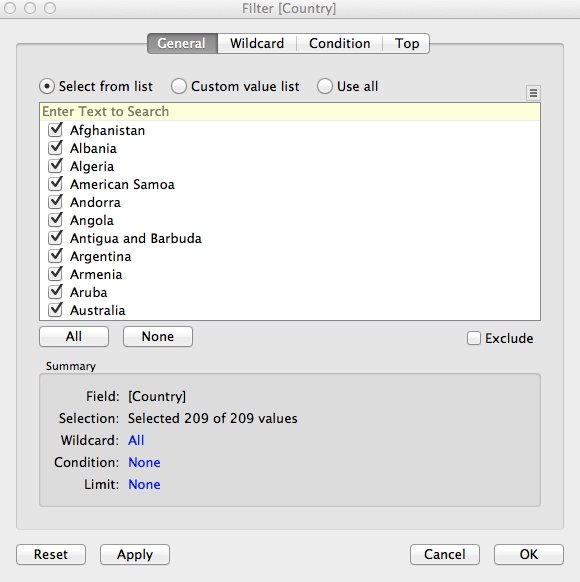 Filter [Country]
General Wildcard Condition Top
Select from list Custom value list Use all
Enter Text to Search
Afghanistan
Albania
Algeria
American Samoa
Andorra
Angola
Antigua and Barbuda
Argentina
Armenia
Aruba
Australia
All None Exclude
Summary
Field: [Country]
Selection: Selected 209 of 209 values
Wildcard: All
Condition: None
Limit: None
Reset Apply Cancel OK